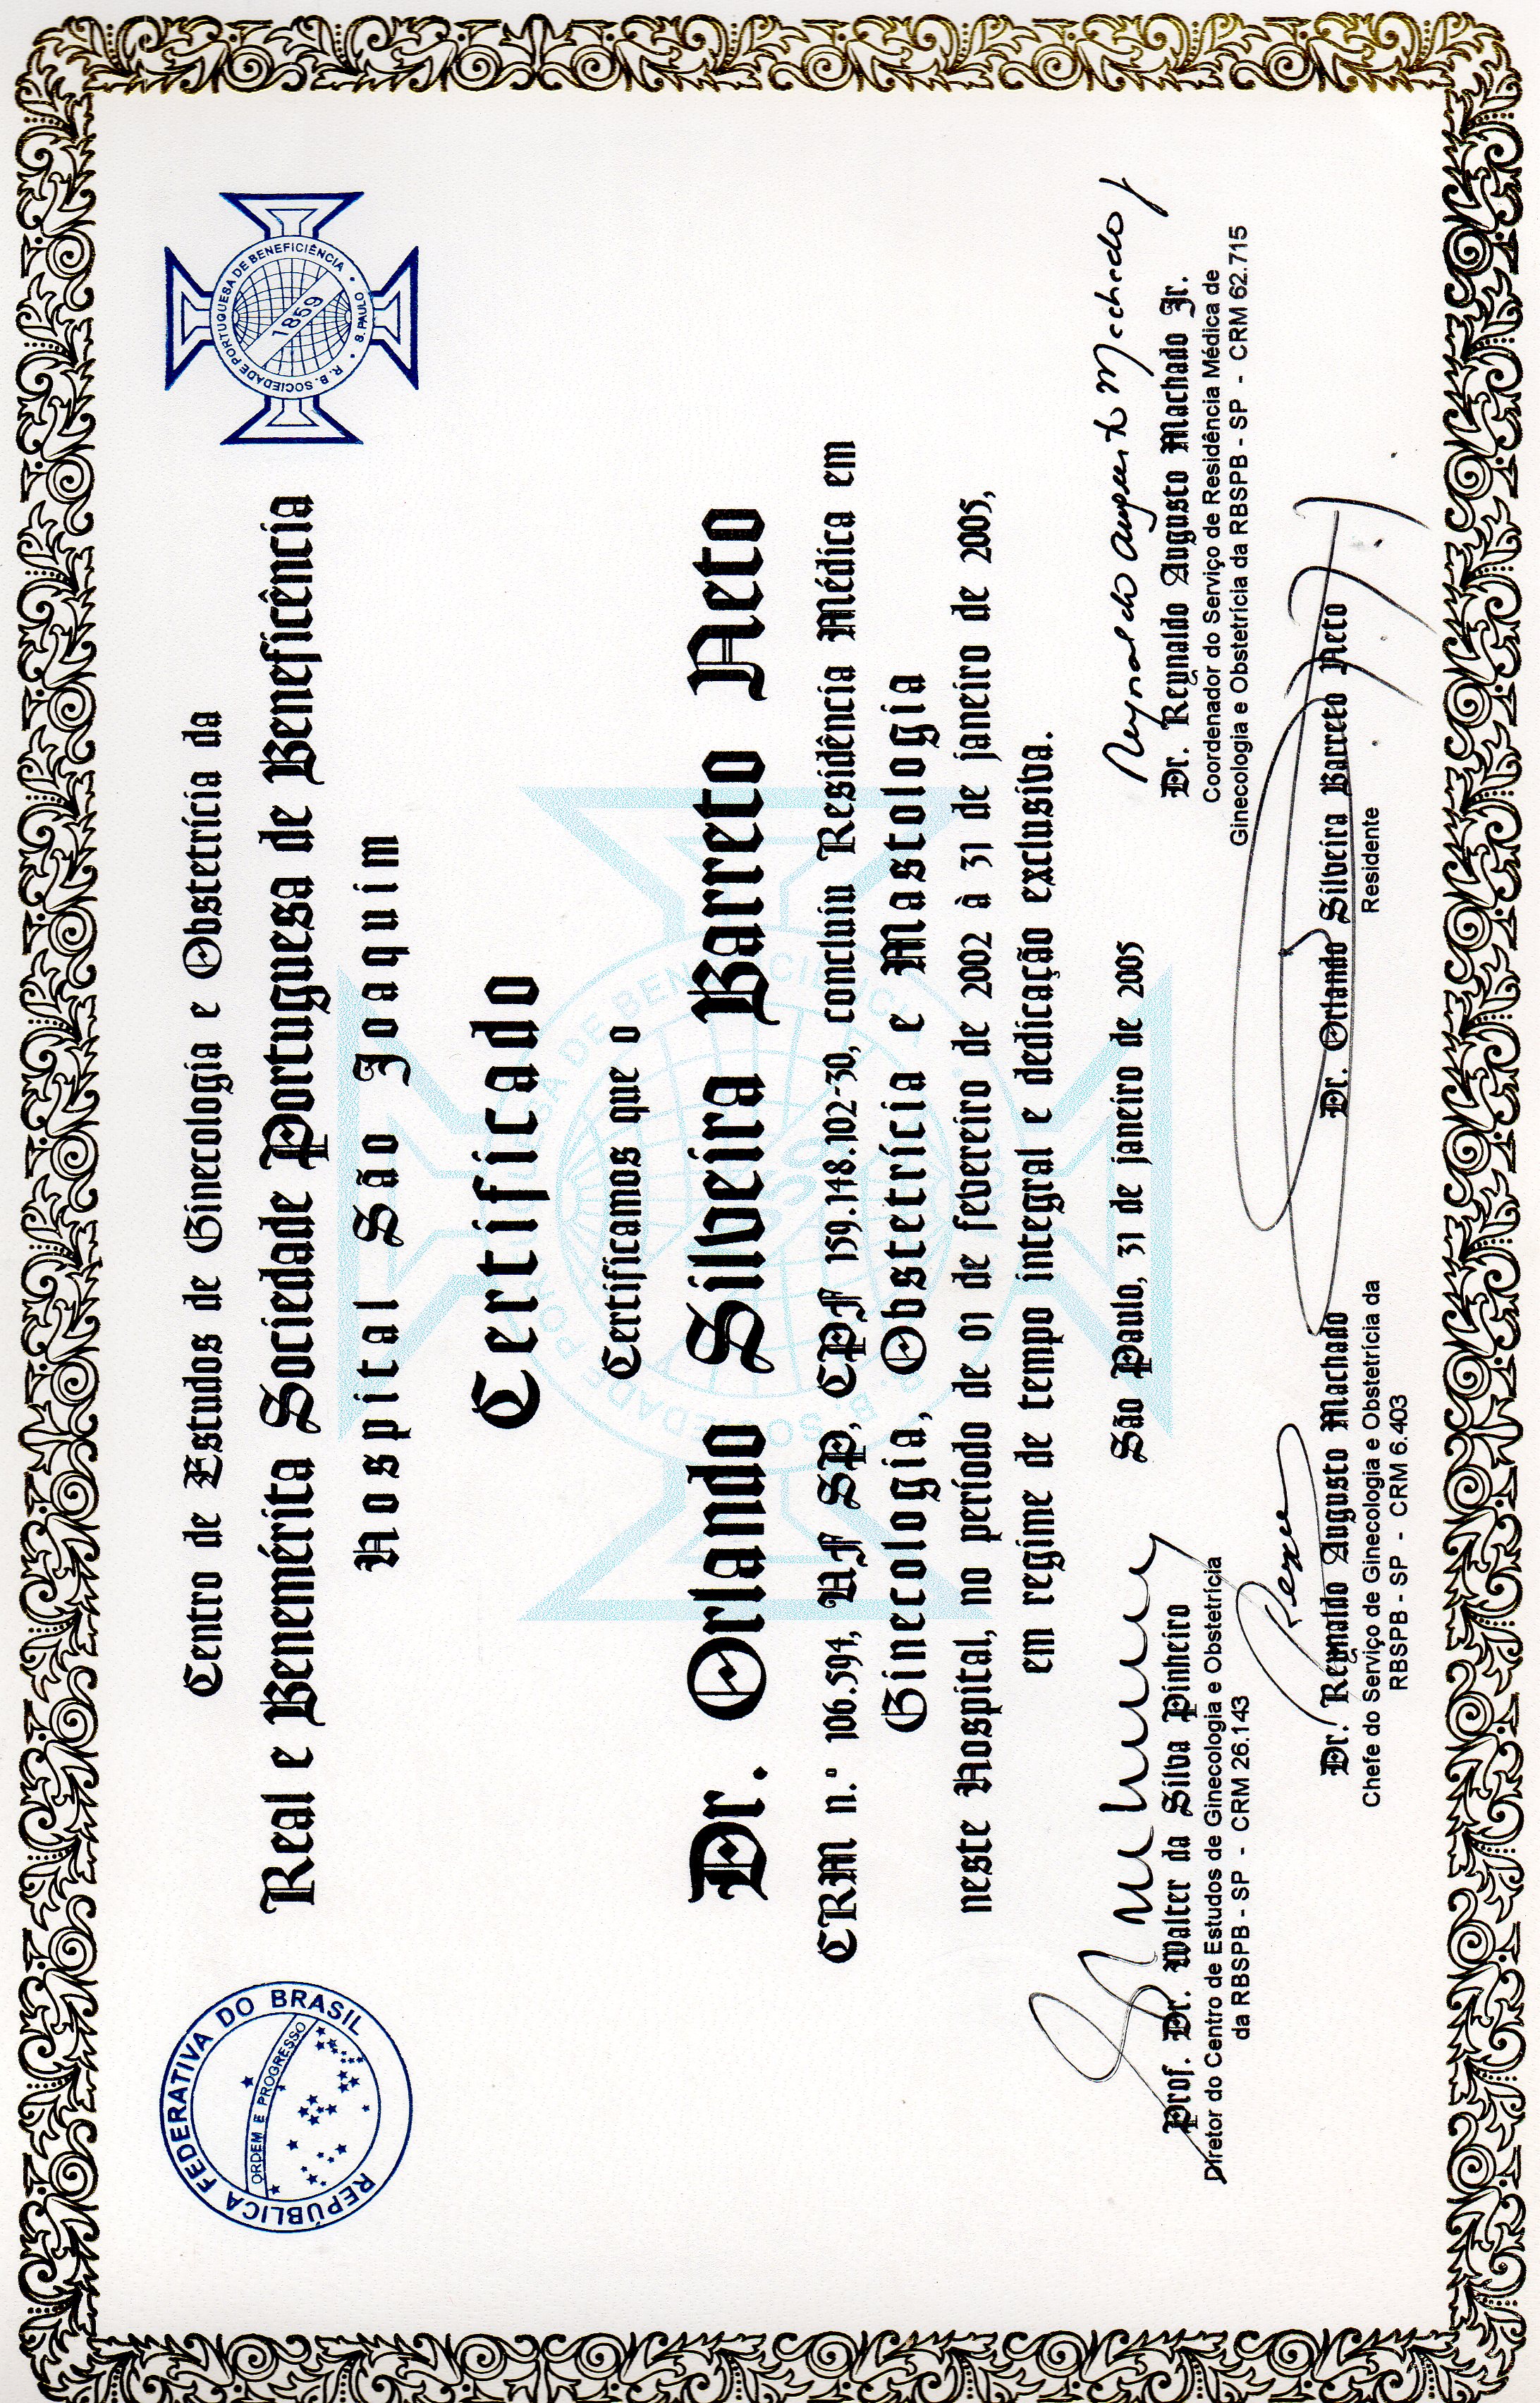 REPÚBLICA FEDERATIVA DO BRASIL
ORDEM E PROGRESSO
R. B. SOCIEDADE PORTUGUESA DE BENEFICIÊNCIA • S. PAULO •
1859
Centro de Estudos de Ginecologia e Obstetrícia da
Real e Benemérita Sociedade Portuguesa de Beneficência
Hospital São Joaquim
Certificado
Certificamos que o
Dr. Orlando Silveira Barreto Neto
CRM n.º 106.594, UF SP, CPF 159.148.102-30, concluiu Residência Médica em
Ginecologia, Obstetrícia e Mastologia
neste Hospital, no período de 01 de fevereiro de 2002 à 31 de janeiro de 2005,
em regime de tempo integral e dedicação exclusiva.
São Paulo, 31 de janeiro de 2005
Prof. Dr. Walter da Silva Pinheiro
Diretor do Centro de Estudos de Ginecologia e Obstetrícia
da RBSPB - SP - CRM 26.143
Reynaldo Augusto Machado Jr
Dr. Reynaldo Augusto Machado Jr.
Coordenador do Serviço de Residência Médica de
Ginecologia e Obstetrícia da RBSPB - SP - CRM 62.715
Dr. Reynaldo Augusto Machado
Chefe do Serviço de Ginecologia e Obstetrícia da
RBSPB - SP - CRM 6.403
Dr. Orlando Silveira Barreto Neto
Residente